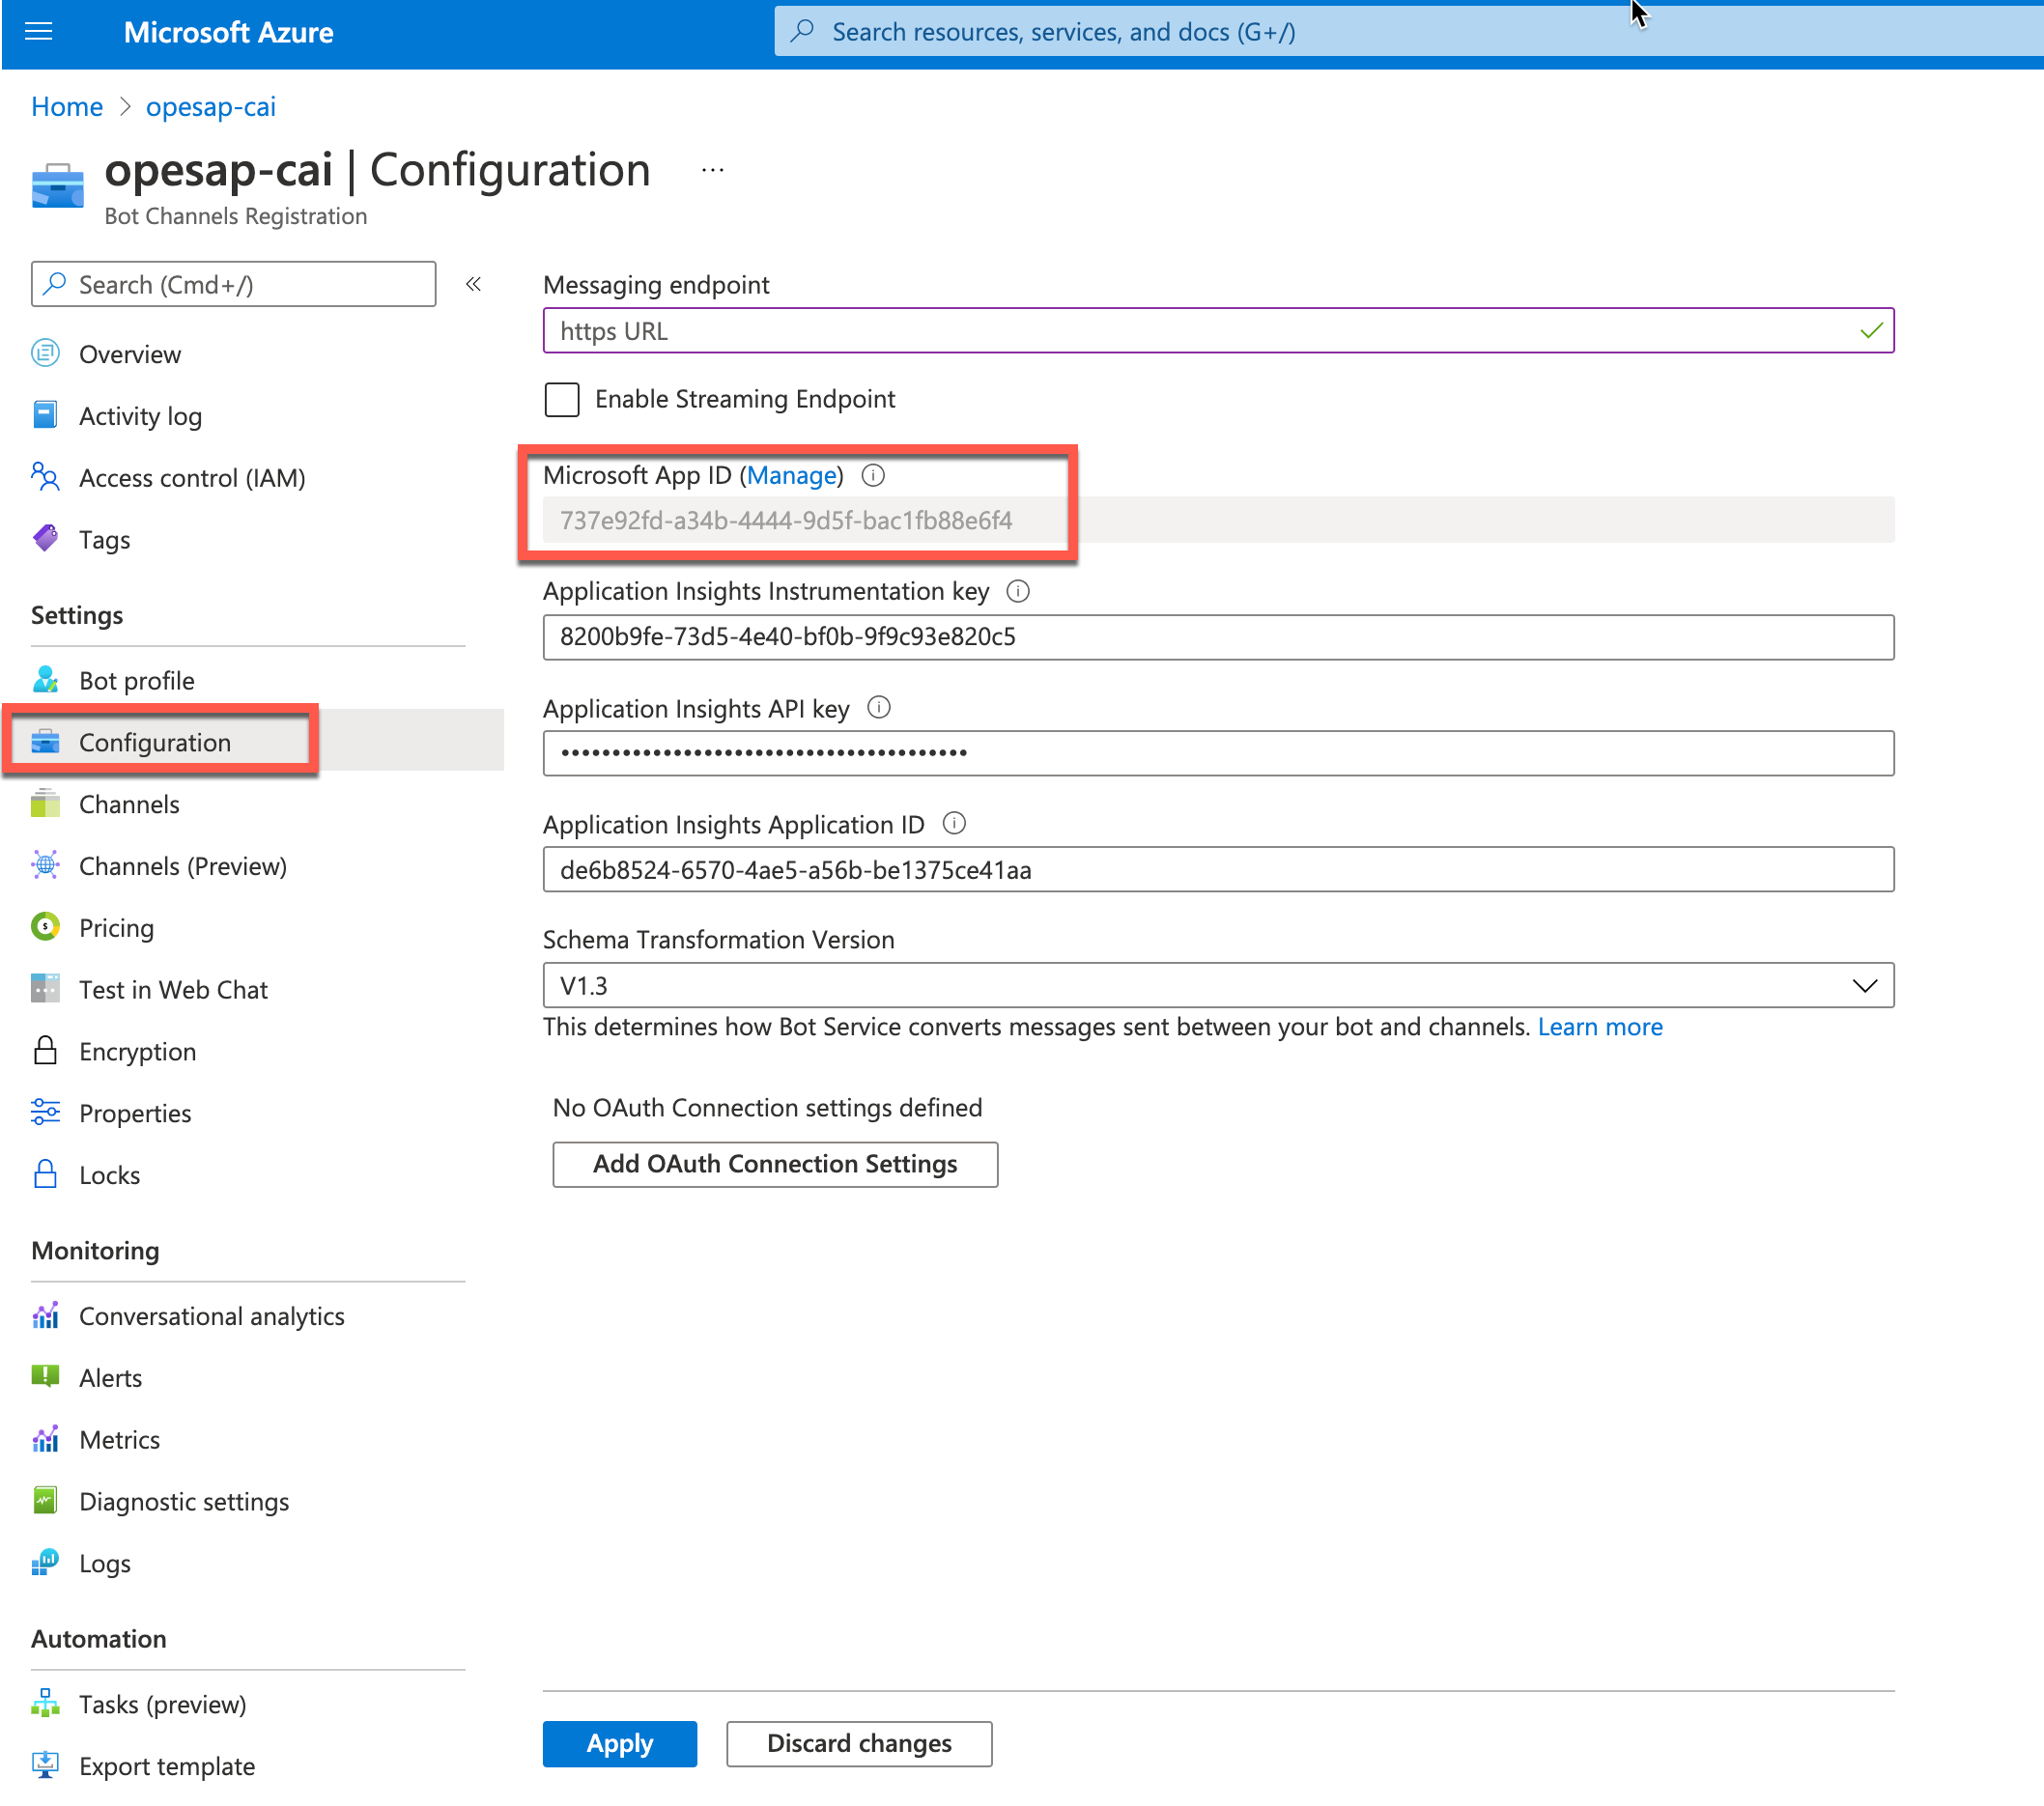 Microsoft Azure
Search resources, services, and docs (G+/)
Home > opesap-cai
opesap-cai | Configuration ...
Bot Channels Registration
Search (Cmd+/)
«
Overview
Activity log
Access control (IAM)
Tags
Settings
Bot profile
Configuration
Channels
Channels (Preview)
Pricing
Test in Web Chat
Encryption
Properties
Locks
Monitoring
Conversational analytics
Alerts
Metrics
Diagnostic settings
Logs
Automation
Tasks (preview)
Export template
Messaging endpoint
https URL
Enable Streaming Endpoint
Microsoft App ID (Manage)
737e92fd-a34b-4444-9d5f-bac1fb88e6f4
Application Insights Instrumentation key
8200b9fe-73d5-4e40-bf0b-9f9c93e820c5
Application Insights API key
••••••••••••••••••••••••••••••••••••••••
Application Insights Application ID
de6b8524-6570-4ae5-a56b-be1375ce41aa
Schema Transformation Version
V1.3
This determines how Bot Service converts messages sent between your bot and channels. Learn more
No OAuth Connection settings defined
Add OAuth Connection Settings
Apply
Discard changes